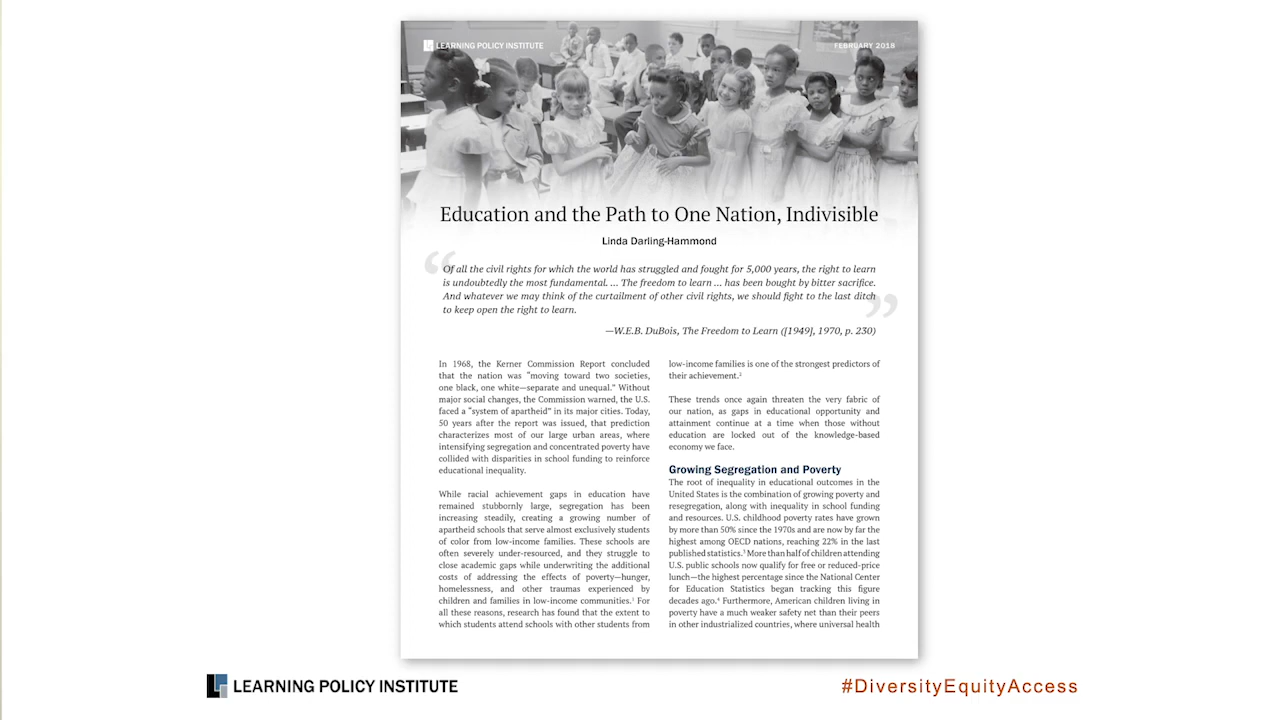 LEARNING POLICY INSTITUTE
FEBRUARY 2018
Education and the Path to One Nation, Indivisible
Linda Darling-Hammond
“Of all the civil rights for which the world has struggled and fought for 5,000 years, the right to learn
is undoubtedly the most fundamental. ... The freedom to learn ... has been bought by bitter sacrifice.
And whatever we may think of the curtailment of other civil rights, we should fight to the last ditch
to keep open the right to learn.”
—W.E.B. DuBois, The Freedom to Learn ([1949], 1970, p. 230)
In 1968, the Kerner Commission Report concluded
that the nation was “moving toward two societies,
one black, one white—separate and unequal.” Without
major social changes, the Commission warned, the U.S.
faced a “system of apartheid” in its major cities. Today,
50 years after the report was issued, that prediction
characterizes most of our large urban areas, where
intensifying segregation and concentrated poverty have
collided with disparities in school funding to reinforce
educational inequality.
While racial achievement gaps in education have
remained stubbornly large, segregation has been
increasing steadily, creating a growing number of
apartheid schools that serve almost exclusively students
of color from low-income families. These schools are
often severely under-resourced, and they struggle to
close academic gaps while underwriting the additional
costs of addressing the effects of poverty—hunger,
homelessness, and other traumas experienced by
children and families in low-income communities.¹ For
all these reasons, research has found that the extent to
which students attend schools with other students from
low-income families is one of the strongest predictors of
their achievement.²
These trends once again threaten the very fabric of
our nation, as gaps in educational opportunity and
attainment continue at a time when those without
education are locked out of the knowledge-based
economy we face.
Growing Segregation and Poverty
The root of inequality in educational outcomes in the
United States is the combination of growing poverty and
resegregation, along with inequality in school funding
and resources. U.S. childhood poverty rates have grown
by more than 50% since the 1970s and are now by far the
highest among OECD nations, reaching 22% in the last
published statistics.³ More than half of children attending
U.S. public schools now qualify for free or reduced-price
lunch—the highest percentage since the National Center
for Education Statistics began tracking this figure
decades ago.⁴ Furthermore, American children living in
poverty have a much weaker safety net than their peers
in other industrialized countries, where universal health
LEARNING POLICY INSTITUTE
#DiversityEquityAccess